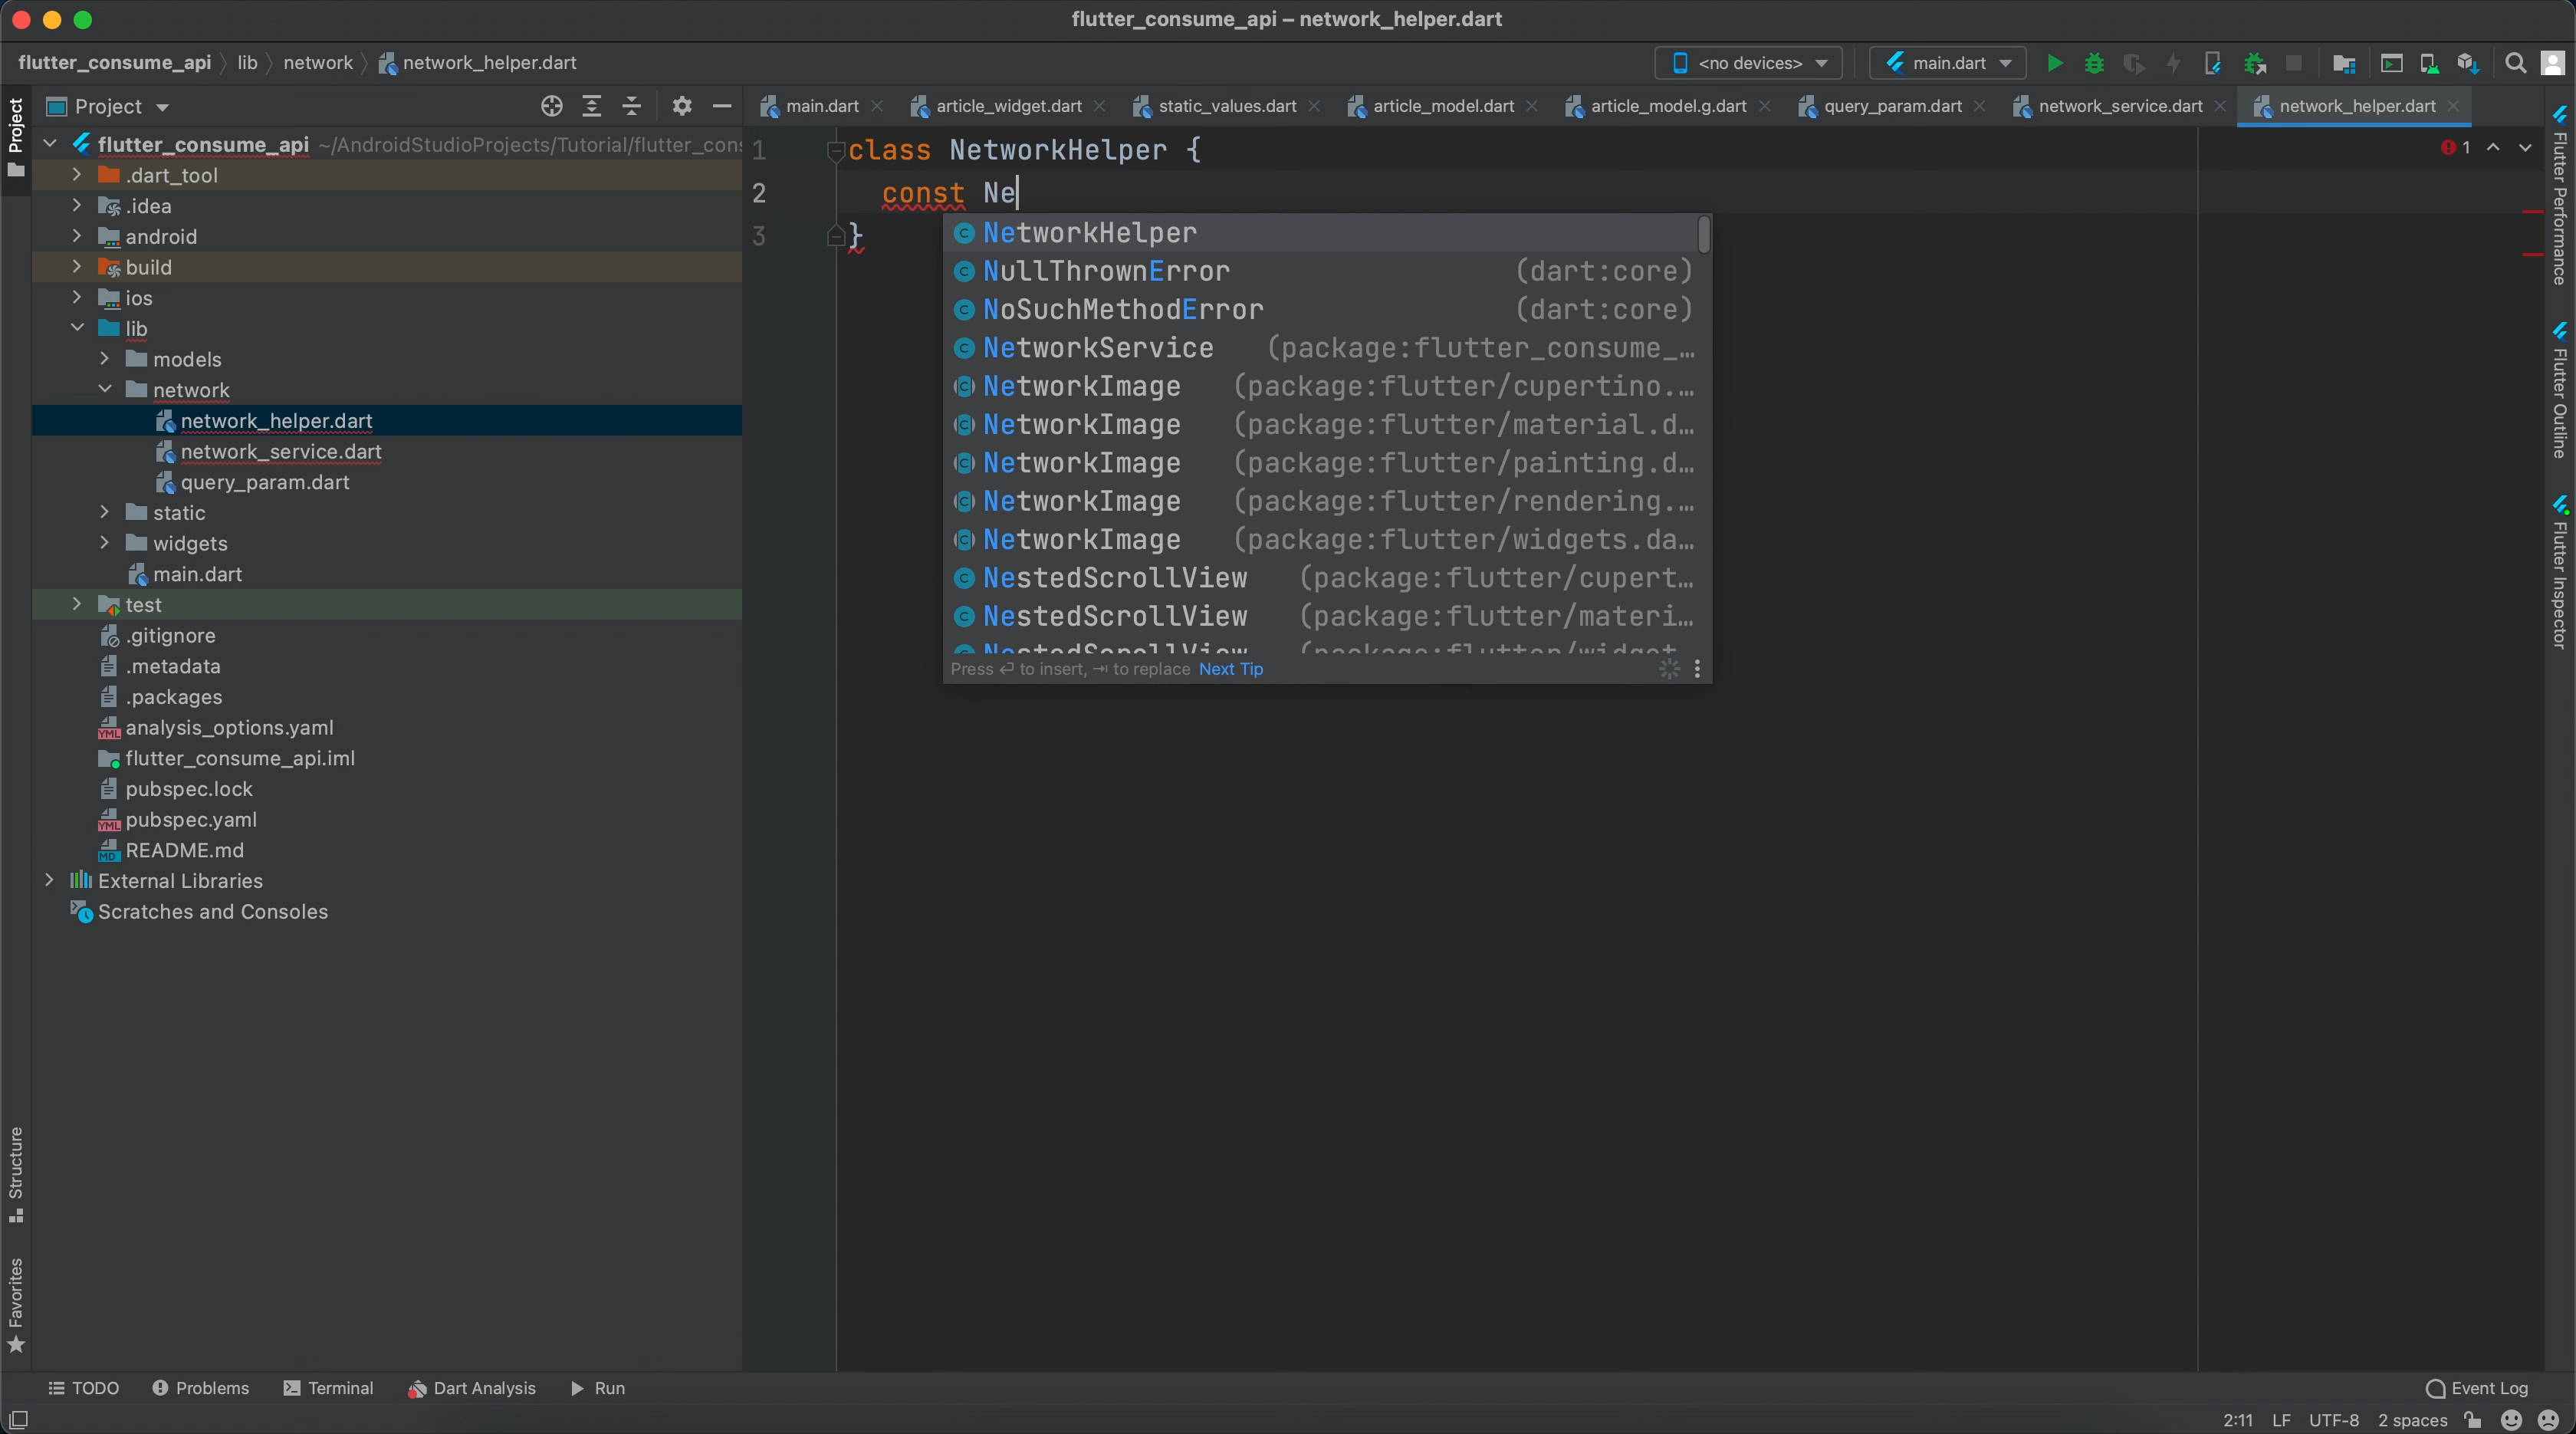 flutter_consume_api – network_helper.dart
flutter_consume_api lib network network_helper.dart
<no devices> main.dart
Project
main.dart article_widget.dart static_values.dart article_model.dart article_model.g.dart query_param.dart network_service.dart network_helper.dart
Project
flutter_consume_api ~/AndroidStudioProjects/Tutorial/flutter_con
.dart_tool
.idea
android
build
ios
lib
models
network
network_helper.dart
network_service.dart
query_param.dart
static
widgets
main.dart
test
.gitignore
.metadata
.packages
analysis_options.yaml
flutter_consume_api.iml
pubspec.lock
pubspec.yaml
README.md
External Libraries
Scratches and Consoles
Structure
Favorites
1 class NetworkHelper {
2 const Ne
3 }
1
NetworkHelper
NullThrownError (dart:core)
NoSuchMethodError (dart:core)
NetworkService (package:flutter_consume_…
NetworkImage (package:flutter/cupertino.…
NetworkImage (package:flutter/material.d…
NetworkImage (package:flutter/painting.d…
NetworkImage (package:flutter/rendering.…
NetworkImage (package:flutter/widgets.da…
NestedScrollView (package:flutter/cupert…
NestedScrollView (package:flutter/materi…
NestedScrollView (package:flutter/widget
Press ↵ to insert, ⇥ to replace Next Tip
Flutter Performance
Flutter Outline
Flutter Inspector
TODO Problems Terminal Dart Analysis Run Event Log
2:11 LF UTF-8 2 spaces